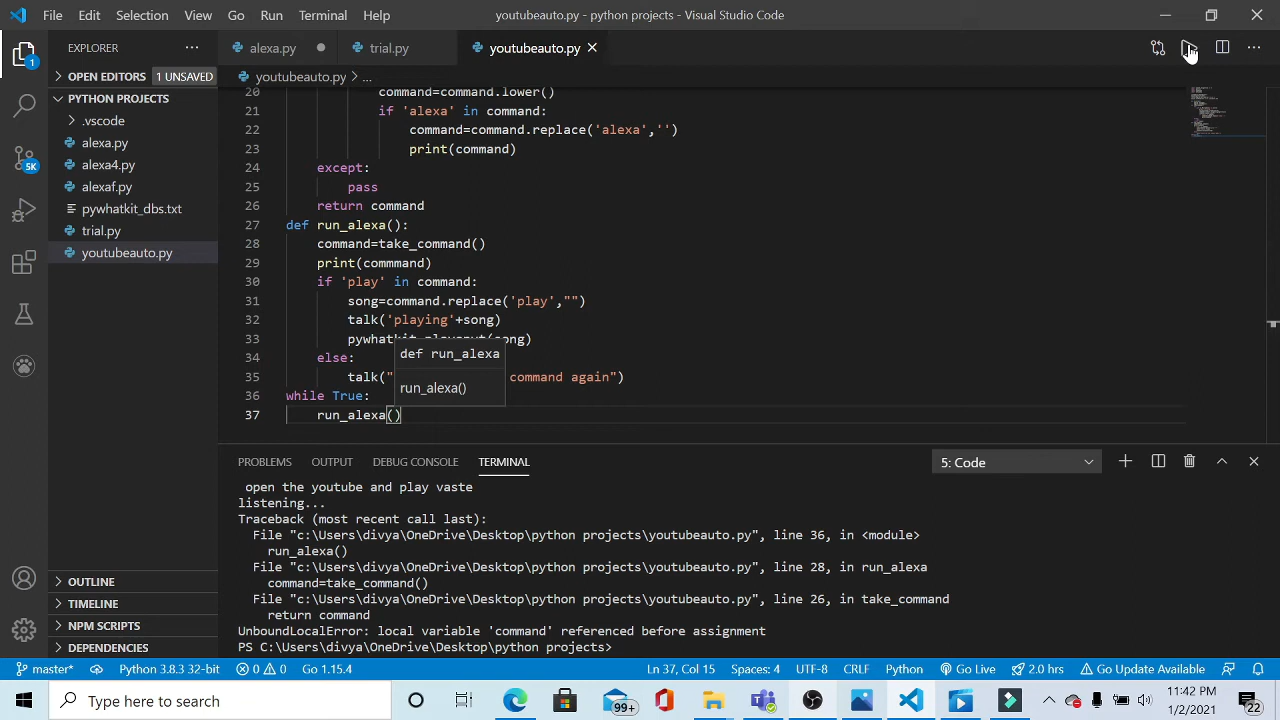 File Edit Selection View Go Run Terminal Help youtubeauto.py - python projects - Visual Studio Code
EXPLORER
alexa.py trial.py youtubeauto.py
OPEN EDITORS 1 UNSAVED
youtubeauto.py > ...
PYTHON PROJECTS
.vscode
alexa.py
alexa4.py
alexaf.py
pywhatkit_dbs.txt
trial.py
youtubeauto.py
OUTLINE
TIMELINE
NPM SCRIPTS
DEPENDENCIES
1
5K
20 command=command.lower()
21 if 'alexa' in command:
22 command=command.replace('alexa','')
23 print(command)
24 except:
25 pass
26 return command
27 def run_alexa():
28 command=take_command()
29 print(commmand)
30 if 'play' in command:
31 song=command.replace('play',"")
32 talk('playing'+song)
33 song)
34 else:
35 talk(" command again")
36 while True:
37 run_alexa()
def run_alexa
run_alexa()
PROBLEMS OUTPUT DEBUG CONSOLE TERMINAL 5: Code
open the youtube and play vaste
listening...
Traceback (most recent call last):
File "c:\Users\divya\OneDrive\Desktop\python projects\youtubeauto.py", line 36, in <module>
run_alexa()
File "c:\Users\divya\OneDrive\Desktop\python projects\youtubeauto.py", line 28, in run_alexa
command=take_command()
File "c:\Users\divya\OneDrive\Desktop\python projects\youtubeauto.py", line 26, in take_command
return command
UnboundLocalError: local variable 'command' referenced before assignment
PS C:\Users\divya\OneDrive\Desktop\python projects>
master* Python 3.8.3 32-bit 0 0 Go 1.15.4 Ln 37, Col 15 Spaces: 4 UTF-8 CRLF Python Go Live 2.0 hrs Go Update Available
Type here to search 99+ 11:42 PM
1/2/2021 22